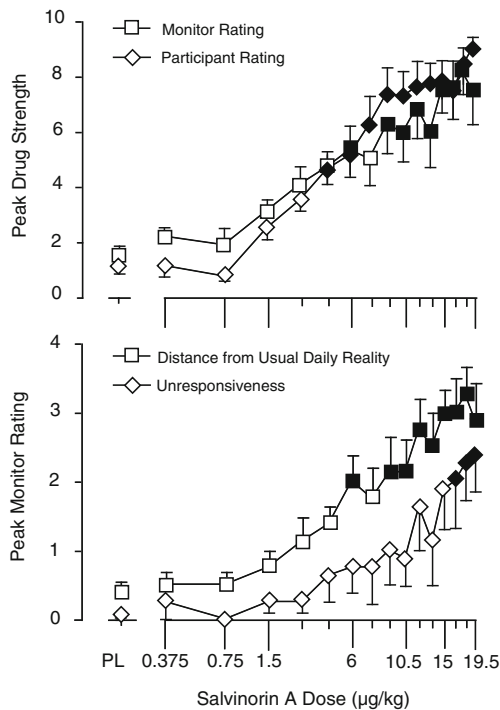 10
8
6
4
2
0
Peak Drug Strength
Monitor Rating
Participant Rating
4
3
2
1
0
Peak Monitor Rating
Distance from Usual Daily Reality
Unresponsiveness
PL 0.375 0.75 1.5 6 10.5 15 19.5
Salvinorin A Dose (µg/kg)